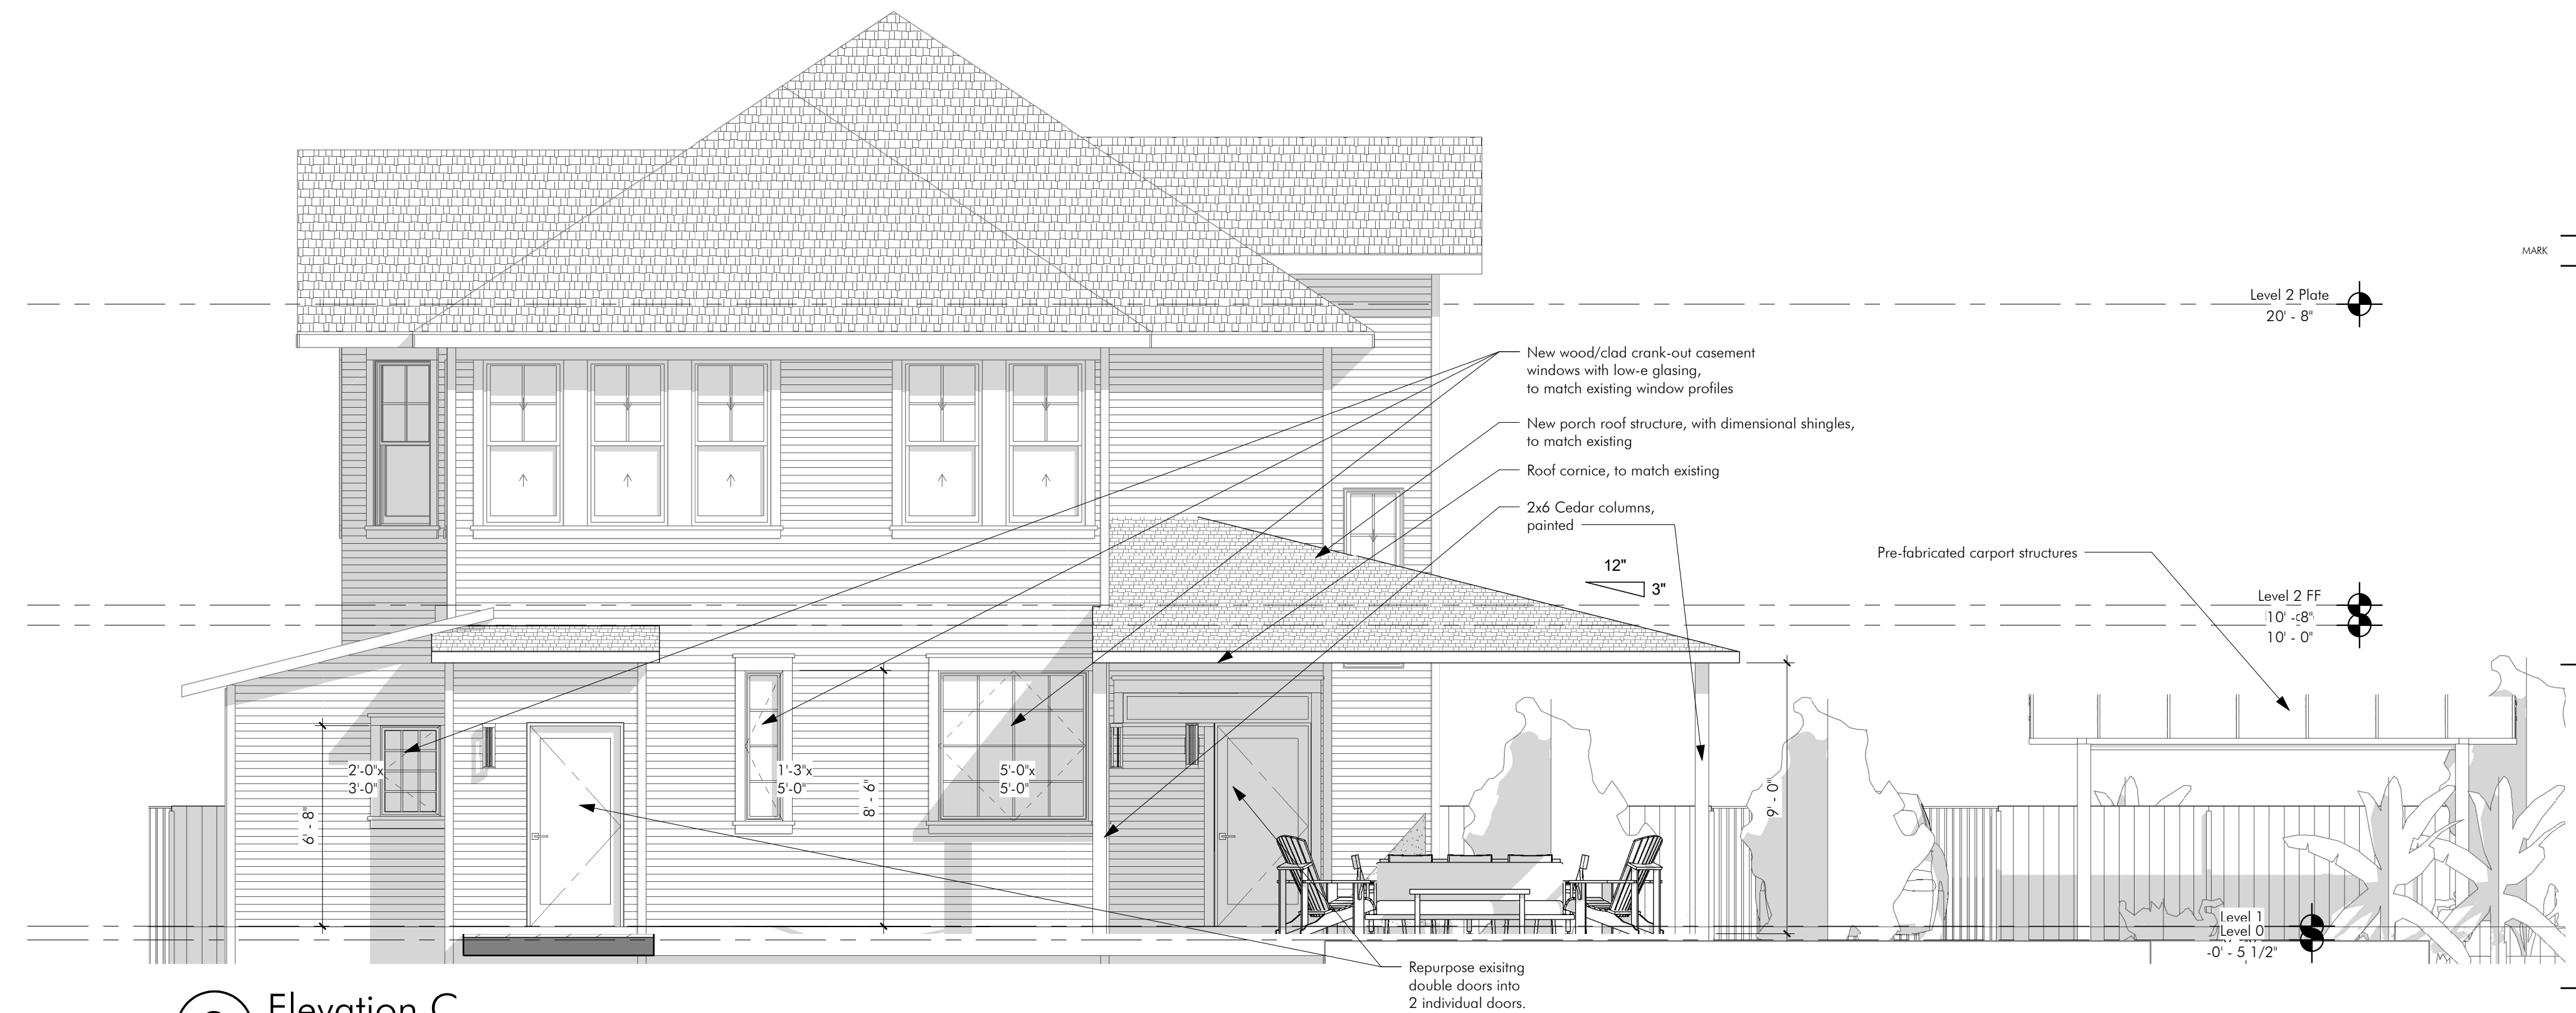 MARK
Level 2 Plate
20' - 8"
New wood/clad crank-out casement
windows with low-e glasing,
to match existing window profiles
New porch roof structure, with dimensional shingles,
to match existing
Roof cornice, to match existing
2x6 Cedar columns,
painted
Pre-fabricated carport structures
12"
3"
Level 2 FF
10' - 8"
10' - 0"
2'-0"x
3'-0"
1'-3"x
5'-0"
5'-0"x
5'-0"
6' - 8"
8' - 6"
9' - 0"
Level 1
Level 0
-0' - 5 1/2"
Repurpose exisitng
double doors into
2 individual doors.
Elevation C